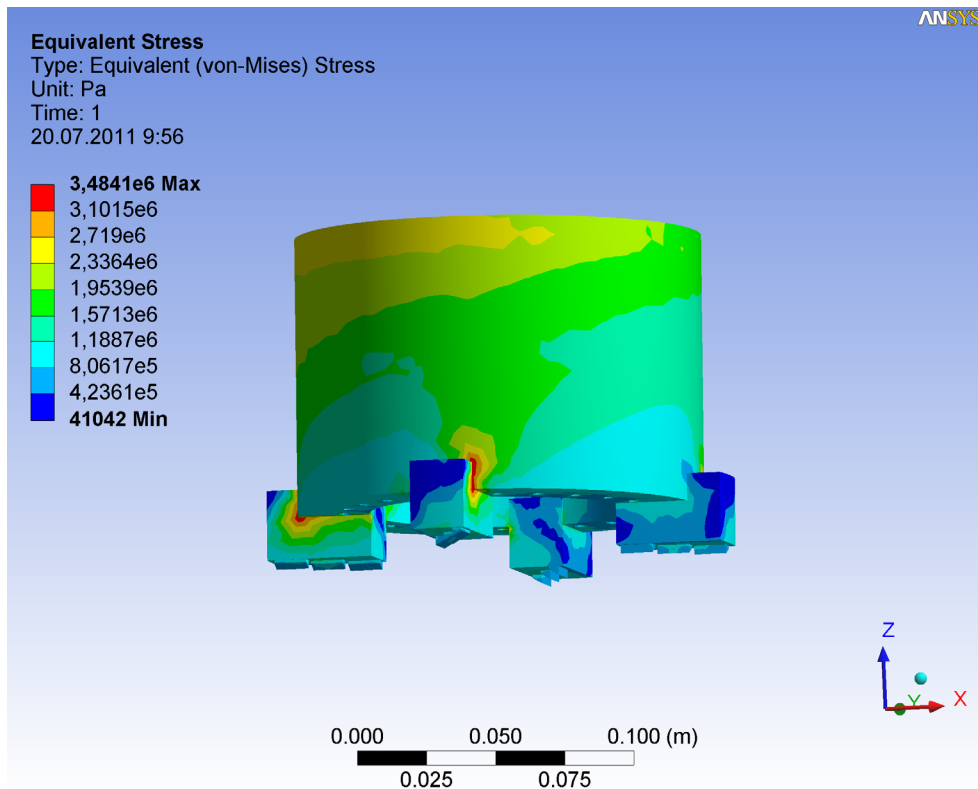 ANSYS
Equivalent Stress
Type: Equivalent (von-Mises) Stress
Unit: Pa
Time: 1
20.07.2011 9:56
3,4841e6 Max
3,1015e6
2,719e6
2,3364e6
1,9539e6
1,5713e6
1,1887e6
8,0617e5
4,2361e5
41042 Min
Z
Y
X
0.000
0.050
0.100 (m)
0.025
0.075